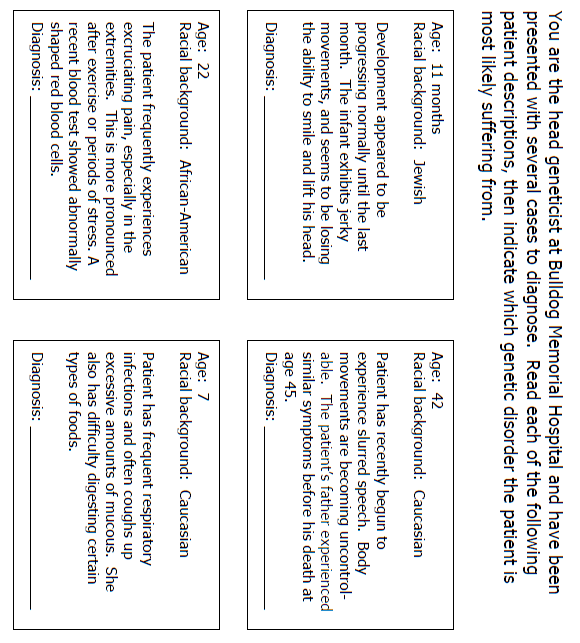 You are the head geneticist at Bulldog Memorial Hospital and have been
presented with several cases to diagnose. Read each of the following
patient descriptions, then indicate which genetic disorder the patient is
most likely suffering from.
Age: 11 months
Racial background: Jewish
Development appeared to be
progressing normally until the last
month. The infant exhibits jerky
movements, and seems to be losing
the ability to smile and lift his head.
Diagnosis:
Age: 42
Racial background: Caucasian
Patient has recently begun to
experience slurred speech. Body
movements are becoming uncontrol-
able. The patient's father experienced
similar symptoms before his death at
age 45.
Diagnosis:
Age: 22
Racial background: African-American
The patient frequently experiences
excruciating pain, especially in the
extremities. This is more pronounced
after exercise or periods of stress. A
recent blood test showed abnormally
shaped red blood cells.
Diagnosis:
Age: 7
Racial background: Caucasian
Patient has frequent respiratory
infections and often coughs up
excessive amounts of mucous. She
also has difficulty digesting certain
types of foods.
Diagnosis: